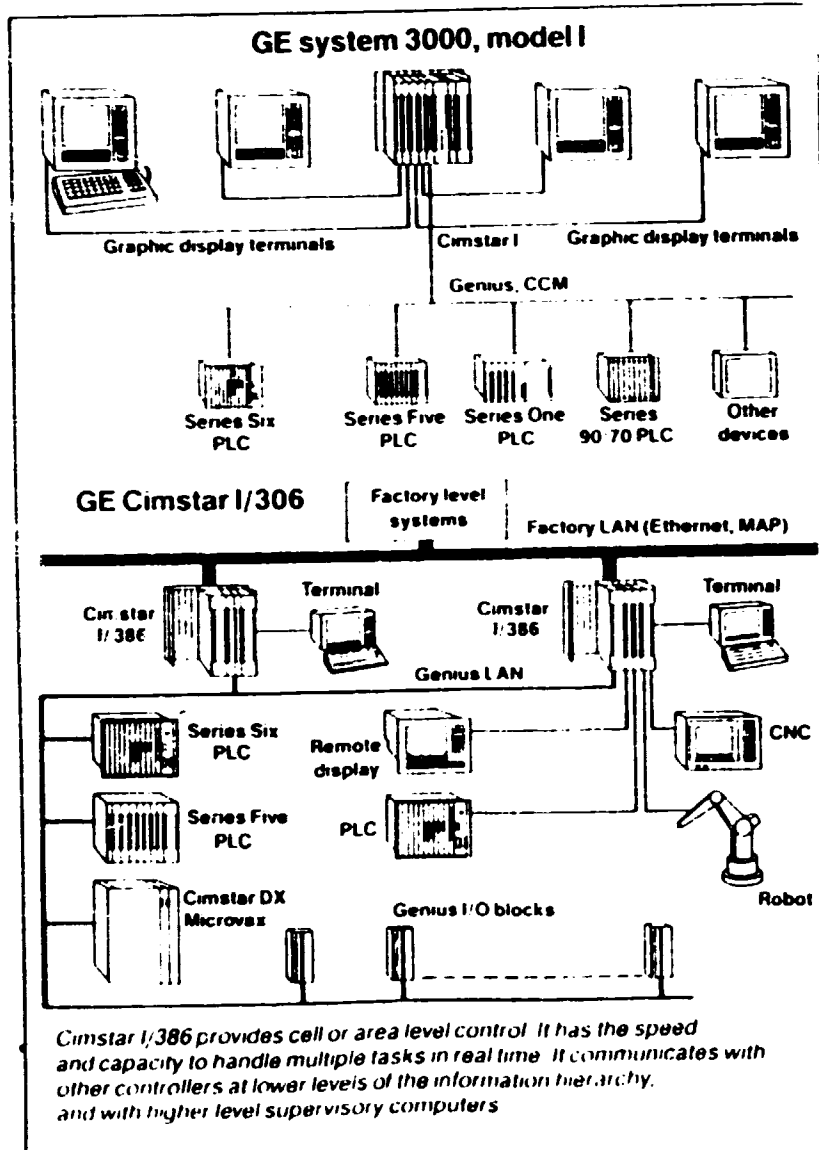 GE system 3000, model I
Graphic display terminals
Cimstar I
Graphic display terminals
Genius, CCM
Series Six
PLC
Series Five
PLC
Series One
PLC
Series
90-70 PLC
Other
devices
GE Cimstar I/306
Factory level
systems
Factory LAN (Ethernet, MAP)
Cimstar
I/386
Terminal
Cimstar
I/386
Terminal
Genius LAN
Series Six
PLC
Remote
display
CNC
Series Five
PLC
PLC
Robot
Cimstar DX
Microvax
Genius I/O blocks
Cimstar I/386 provides cell or area level control. It has the speed
and capacity to handle multiple tasks in real time. It communicates with
other controllers at lower levels of the information hierarchy,
and with higher level supervisory computers